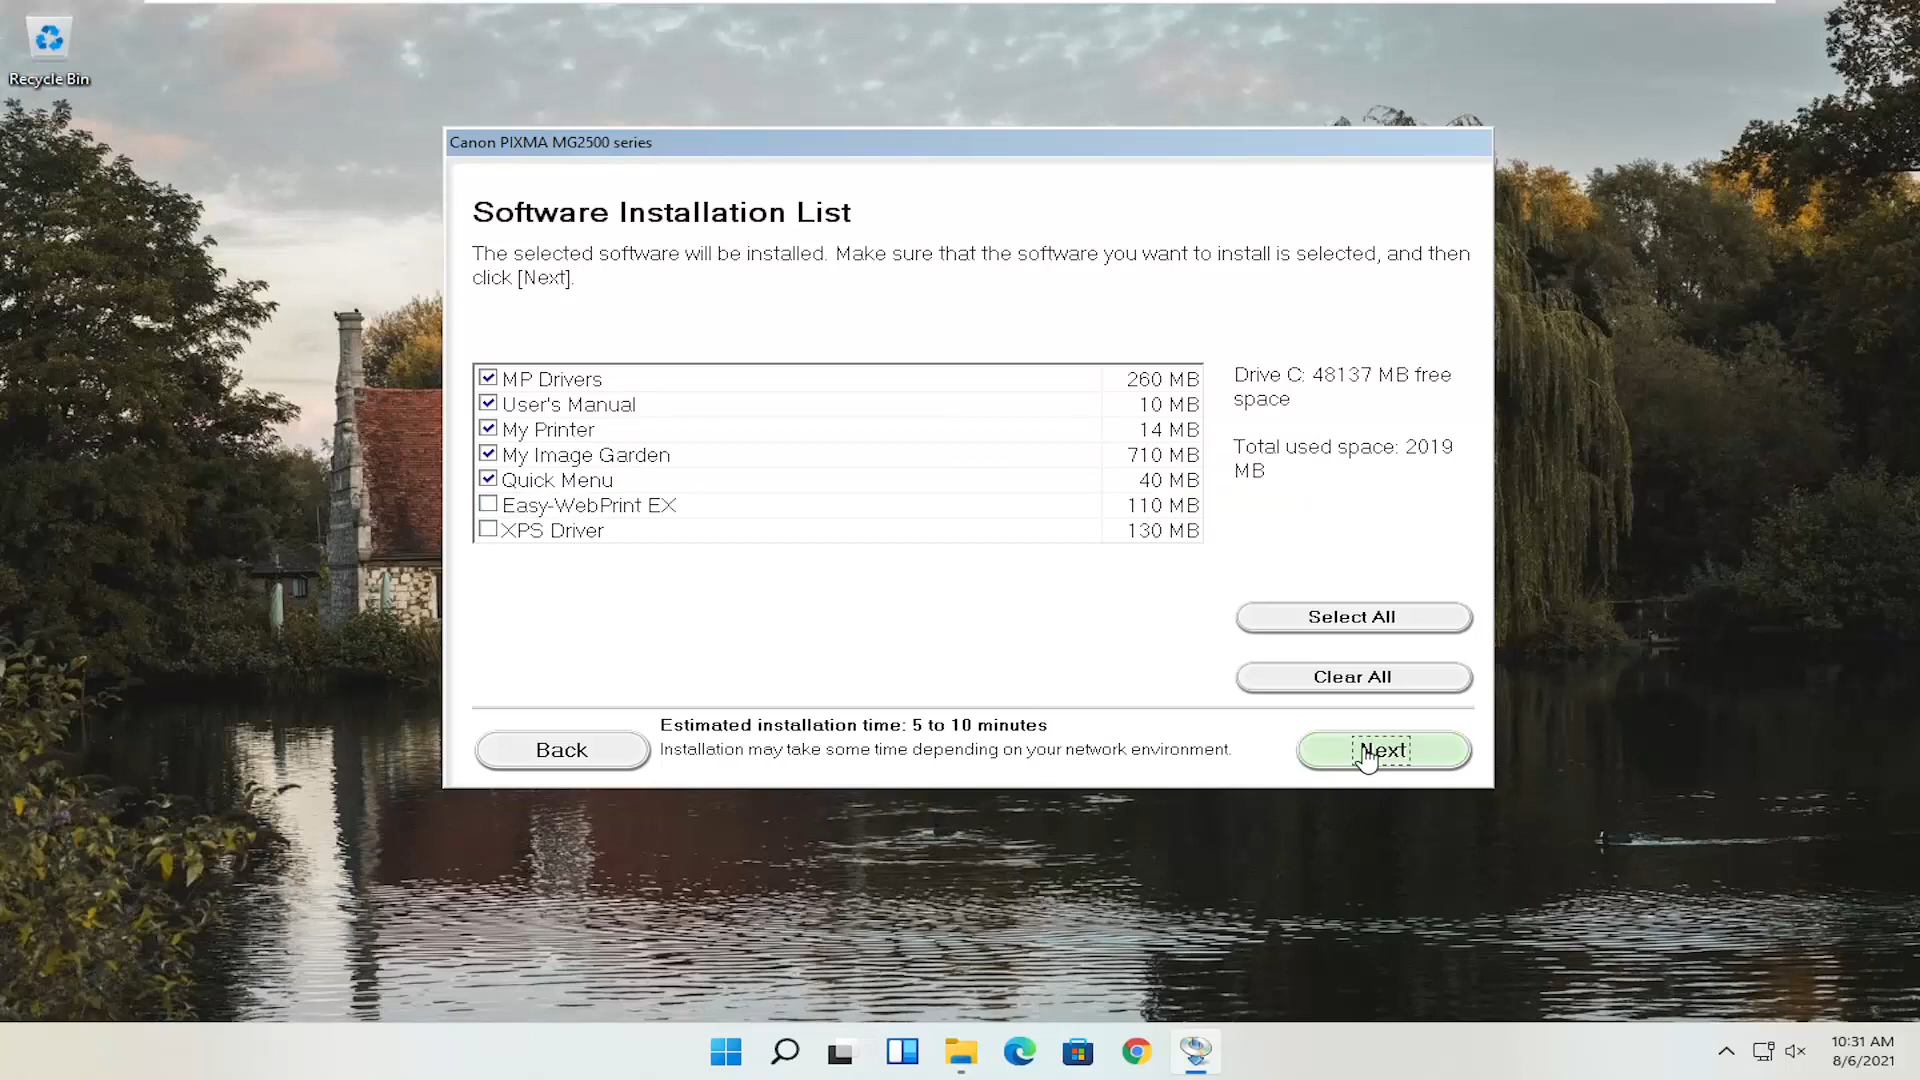 Recycle Bin
Canon PIXMA MG2500 series
Software Installation List
The selected software will be installed. Make sure that the software you want to install is selected, and then
click [Next].
MP Drivers 260 MB
User's Manual 10 MB
My Printer 14 MB
My Image Garden 710 MB
Quick Menu 40 MB
Easy-WebPrint EX 110 MB
XPS Driver 130 MB
Drive C: 48137 MB free
space
Total used space: 2019
MB
Select All
Clear All
Estimated installation time: 5 to 10 minutes
Back
Installation may take some time depending on your network environment.
Next
10:31 AM
8/6/2021